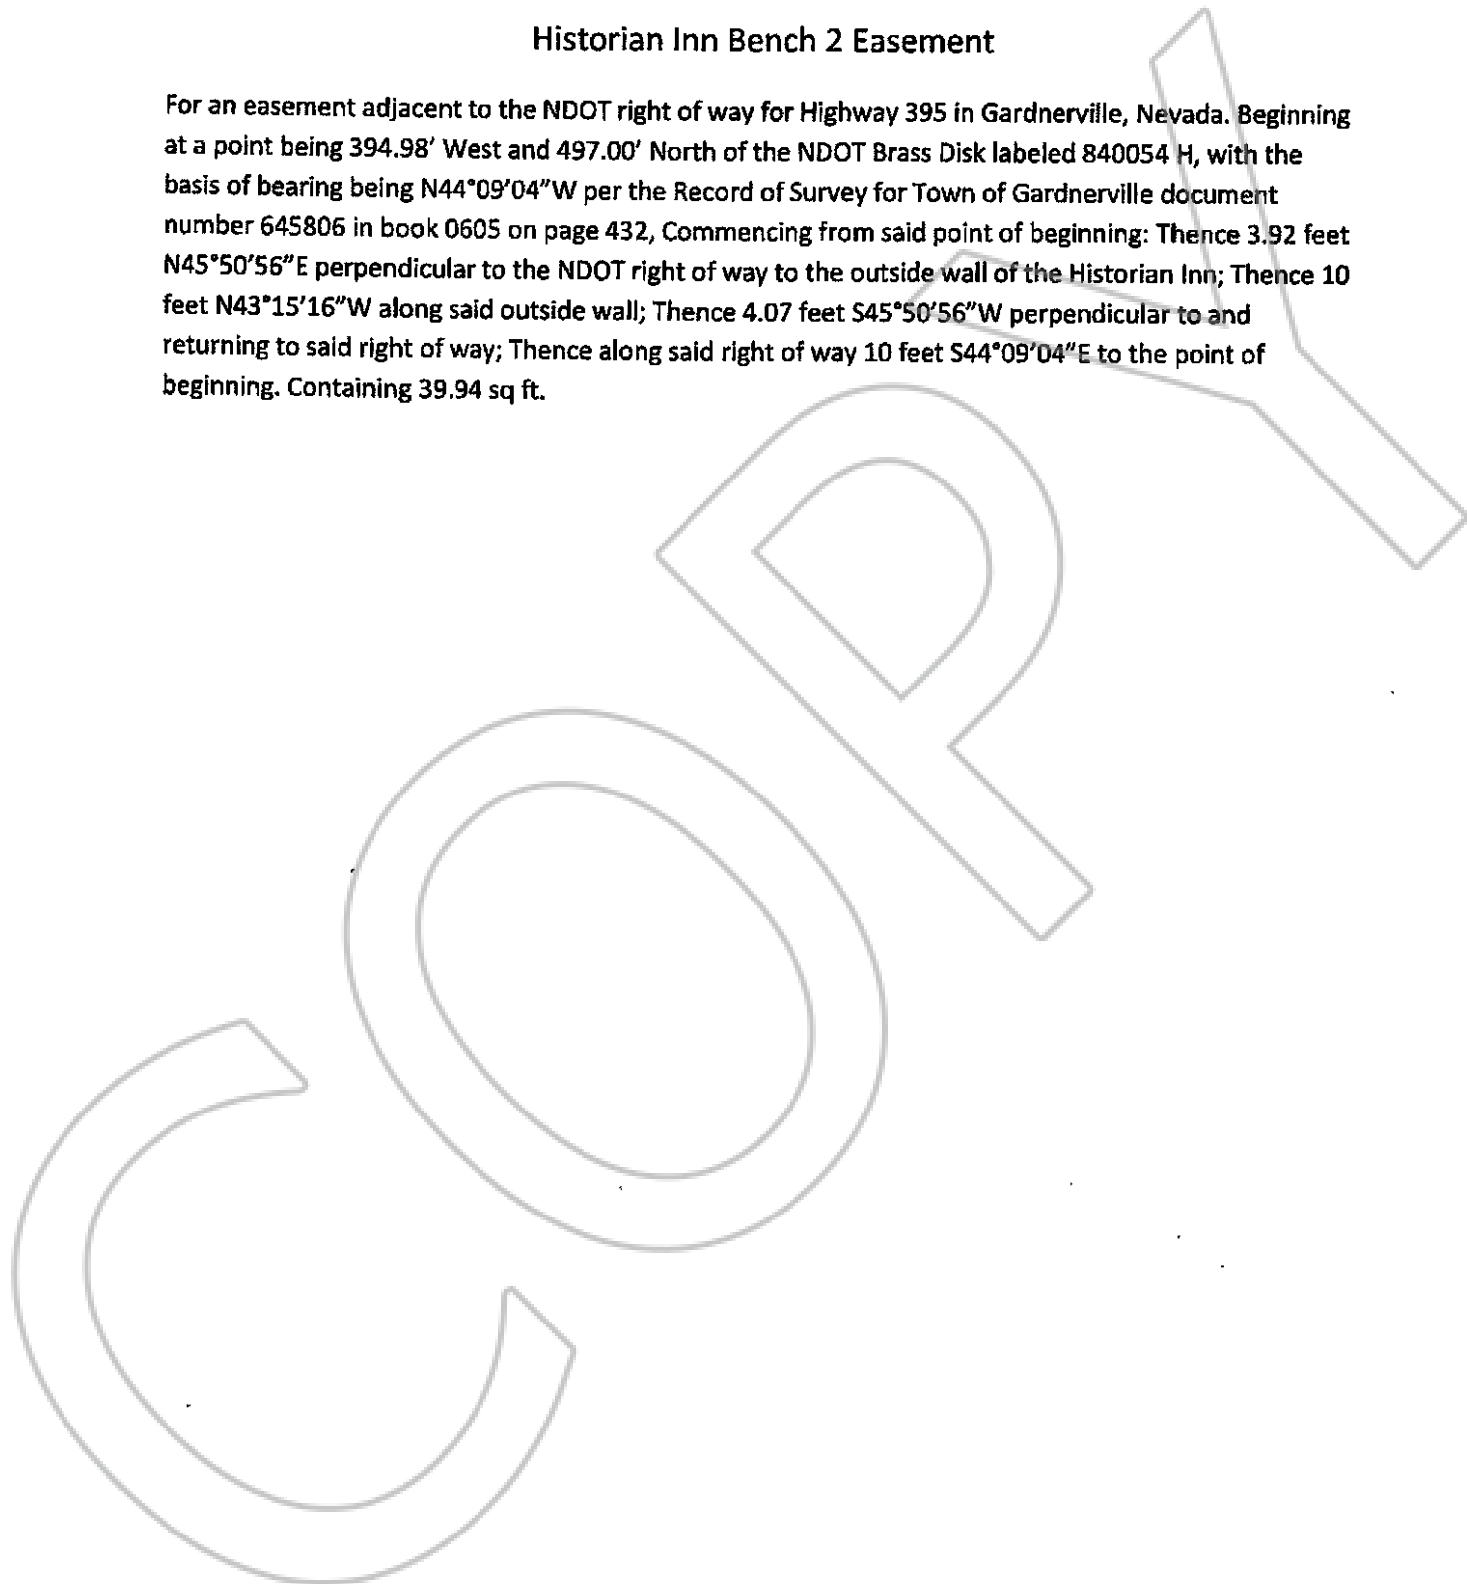 Historian Inn Bench 2 Easement
For an easement adjacent to the NDOT right of way for Highway 395 in Gardnerville, Nevada. Beginning
at a point being 394.98' West and 497.00' North of the NDOT Brass Disk labeled 840054 H, with the
basis of bearing being N44°09'04"W per the Record of Survey for Town of Gardnerville document
number 645806 in book 0605 on page 432, Commencing from said point of beginning: Thence 3.92 feet
N45°50'56"E perpendicular to the NDOT right of way to the outside wall of the Historian Inn; Thence 10
feet N43°15'16"W along said outside wall; Thence 4.07 feet S45°50'56"W perpendicular to and
returning to said right of way; Thence along said right of way 10 feet S44°09'04"E to the point of
beginning. Containing 39.94 sq ft.
COPY